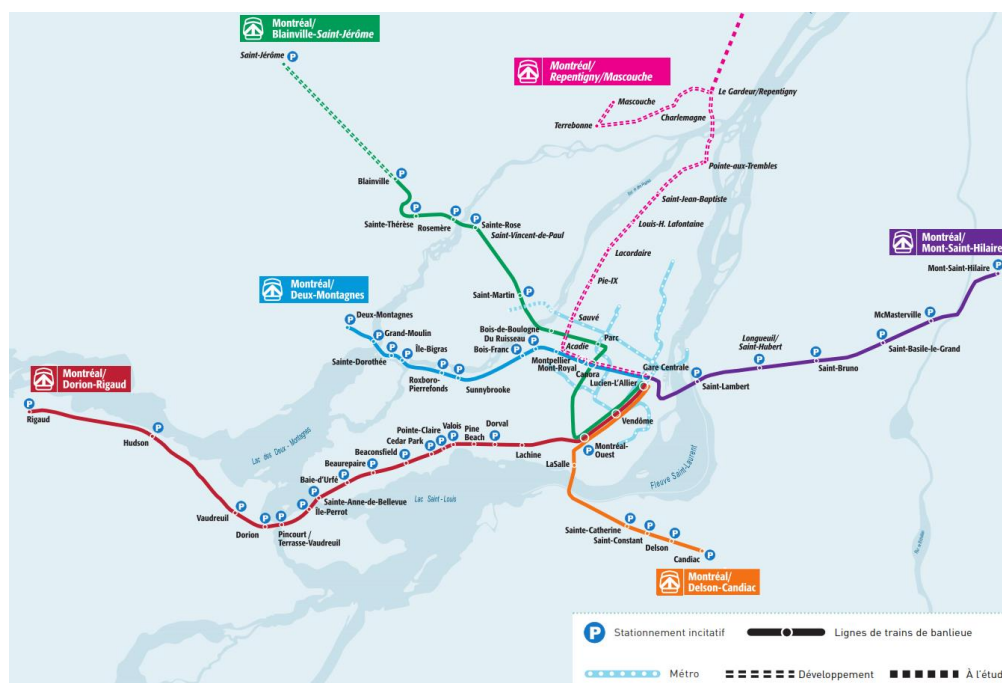 Montréal/
Blainville-Saint-Jérôme
Saint-Jérôme
P
Montréal/
Repentigny/Mascouche
Mascouche
Le Gardeur/Repentigny
Terrebonne
Charlemagne
Pointe-aux-Trembles
Blainville
Saint-Jean-Baptiste
Sainte-Thérèse
Rosemère
Sainte-Rose
Saint-Vincent-de-Paul
Louis-H. Lafontaine
Montréal/
Mont-Saint-Hilaire
Lacordaire
Mont-Saint-Hilaire
Montréal/
Deux-Montagnes
Pie-IX
Saint-Martin
Deux-Montagnes
Sauvé
McMasterville
Grand-Moulin
Bois-de-Boulogne
Du Ruisseau
Parc
Île-Bigras
Bois-Franc
Acadie
Longueuil/
Saint-Hubert
Saint-Basile-le-Grand
Sainte-Dorothée
Montpellier
Mont-Royal
Canora
Gare Centrale
Saint-Bruno
Montréal/
Dorion-Rigaud
Roxboro-
Pierrefonds
Sunnybrooke
Lucien-L'Allier
Saint-Lambert
Rigaud
Hudson
Lac des Deux-Montagnes
Pointe-Claire
Valois
Pine
Beach
Dorval
Vendôme
Cedar Park
Beaconsfield
Lachine
Montréal-
Ouest
Beaurepaire
LaSalle
Fleuve Saint-Laurent
Baie-d'Urfé
Lac Saint-Louis
Sainte-Anne-de-Bellevue
Île-Perrot
Vaudreuil
Dorion
Pincourt /
Terrasse-Vaudreuil
Sainte-Catherine
Saint-Constant
Delson
Candiac
Montréal/
Delson-Candiac
P Stationnement incitatif
Lignes de trains de banlieue
Métro
Développement
À l'étud